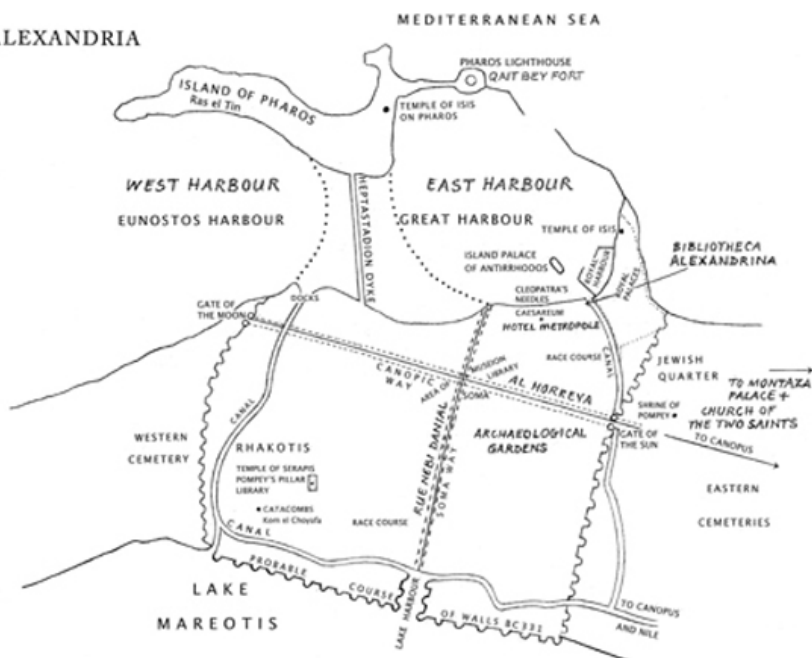 ALEXANDRIA
MEDITERRANEAN SEA
PHAROS LIGHTHOUSE
QAIT BEY FORT
ISLAND OF PHAROS
Ras el Tin
TEMPLE OF ISIS
ON PHAROS
WEST HARBOUR
EUNOSTOS HARBOUR
HEPTASTADION DYKE
EAST HARBOUR
GREAT HARBOUR
TEMPLE OF ISIS
ISLAND PALACE
OF ANTIRRHODOS
ROYAL
HARBOUR
ROYAL
PALACES
BIBLIOTHECA
ALEXANDRINA
CLEOPATRA'S
NEEDLES
CAESAREUM
HOTEL METROPOLE
GATE OF
THE MOON
DOCKS
CANOPIC
WAY
AREA OF
MUSEION
LIBRARY
SOMA
AL HORREYA
RACE COURSE
CANAL
JEWISH
QUARTER
TO MONTAZA
PALACE +
CHURCH OF
THE TWO SAINTS
SHRINE OF
POMPEY
GATE OF
THE SUN
TO CANOPUS
WESTERN
CEMETERY
CANAL
RHAKOTIS
TEMPLE OF SERAPIS
POMPEY'S PILLAR
LIBRARY
CATACOMBS
Kom el Choyafa
RACE COURSE
RUE NEBI DANIAL
SOMA WAY
ARCHAEOLOGICAL
GARDENS
EASTERN
CEMETERIES
CANAL
PROBABLE COURSE OF WALLS BC331
LAKE HARBOUR
LAKE
MAREOTIS
TO CANOPUS
AND NILE